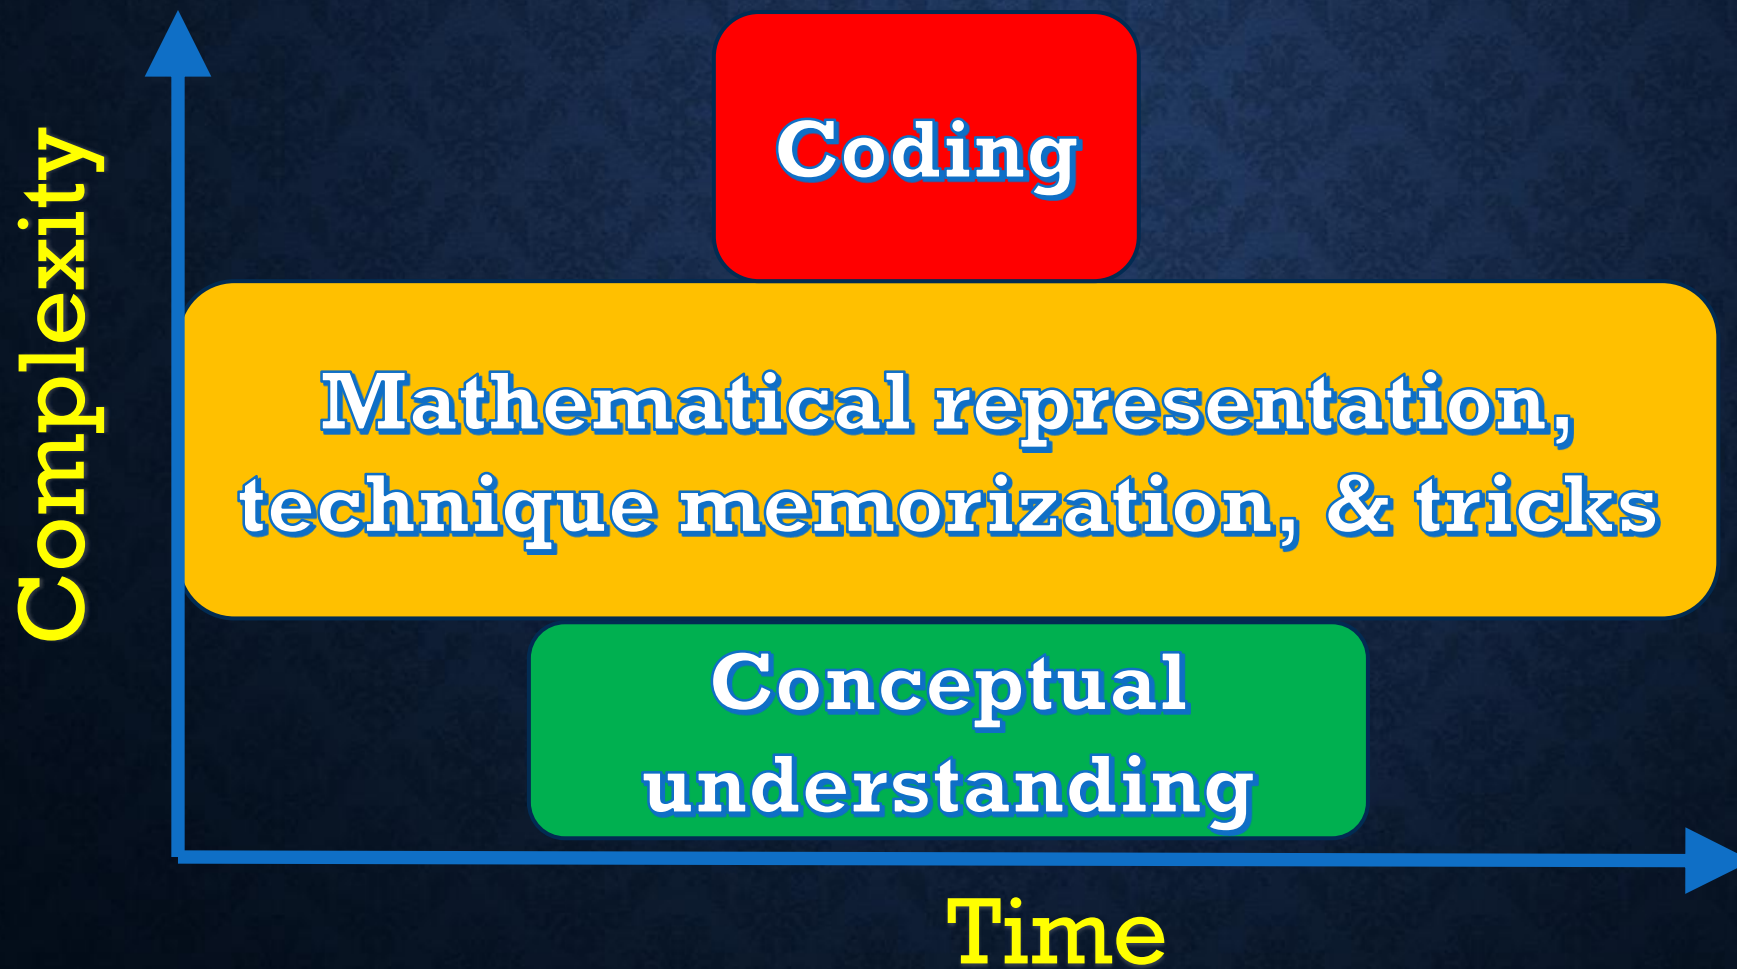 Coding
Complexity
Mathematical representation,
technique memorization, & tricks
Conceptual
understanding
Time